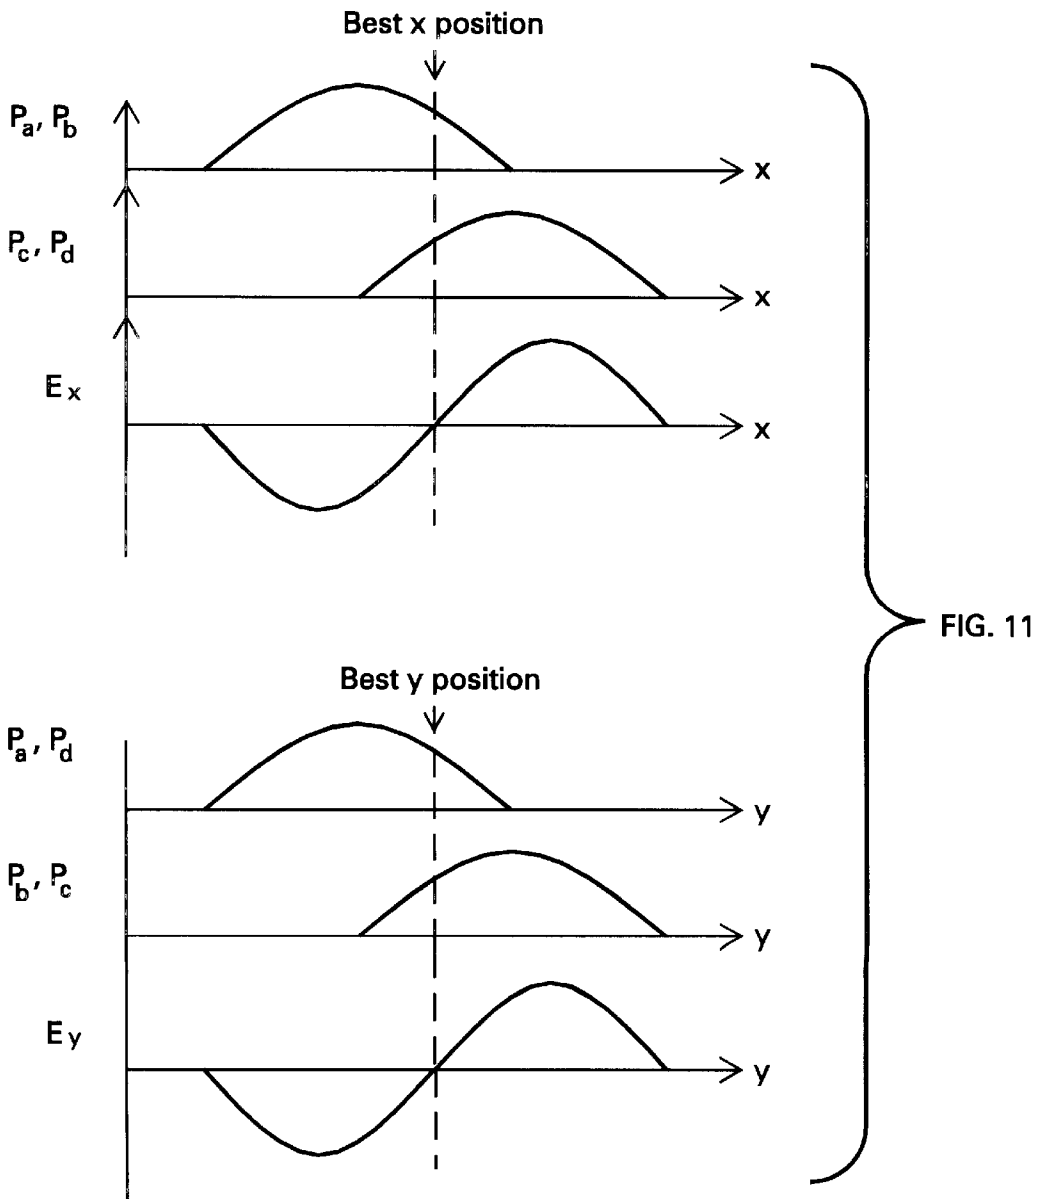 Best x position
Pa, Pb
x
Pc, Pd
x
Ex
x
FIG. 11
Best y position
Pa, Pd
y
Pb, Pc
y
Ey
y